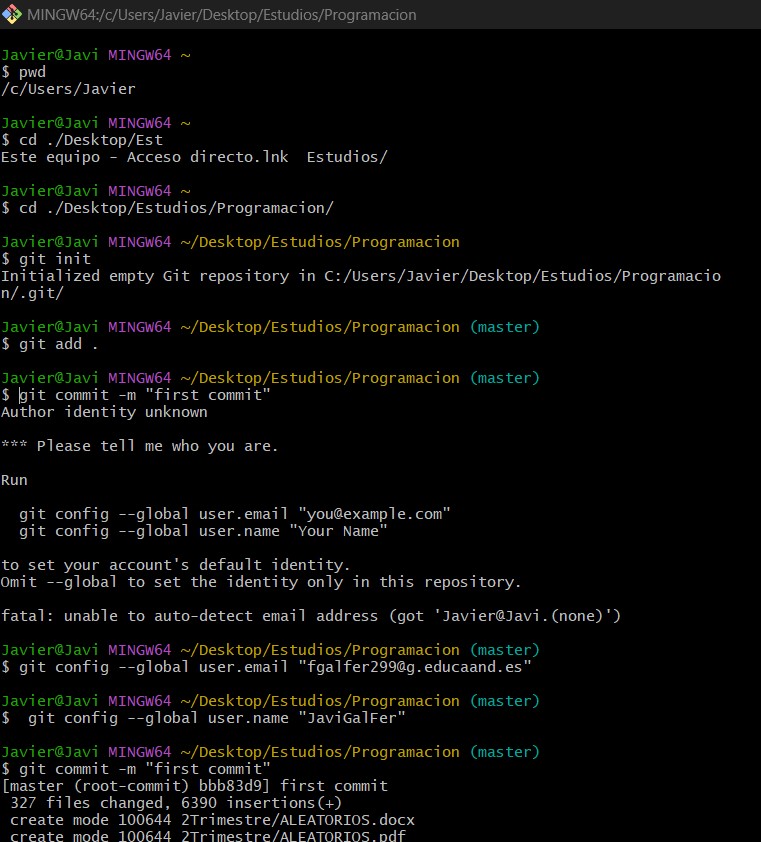 MINGW64:/c/Users/Javier/Desktop/Estudios/Programacion
Javier@Javi MINGW64 ~
$ pwd
/c/Users/Javier
Javier@Javi MINGW64 ~
$ cd ./Desktop/Est
Este equipo - Acceso directo.lnk  Estudios/
Javier@Javi MINGW64 ~
$ cd ./Desktop/Estudios/Programacion/
Javier@Javi MINGW64 ~/Desktop/Estudios/Programacion
$ git init
Initialized empty Git repository in C:/Users/Javier/Desktop/Estudios/Programacio
n/.git/
Javier@Javi MINGW64 ~/Desktop/Estudios/Programacion (master)
$ git add .
Javier@Javi MINGW64 ~/Desktop/Estudios/Programacion (master)
$ git commit -m "first commit"
Author identity unknown
*** Please tell me who you are.
Run
  git config --global user.email "you@example.com"
  git config --global user.name "Your Name"
to set your account's default identity.
Omit --global to set the identity only in this repository.
fatal: unable to auto-detect email address (got 'Javier@Javi.(none)')
Javier@Javi MINGW64 ~/Desktop/Estudios/Programacion (master)
$ git config --global user.email "fgalfer299@g.educaand.es"
Javier@Javi MINGW64 ~/Desktop/Estudios/Programacion (master)
$  git config --global user.name "JaviGalFer"
Javier@Javi MINGW64 ~/Desktop/Estudios/Programacion (master)
$ git commit -m "first commit"
[master (root-commit) bbb83d9] first commit
 327 files changed, 6390 insertions(+)
 create mode 100644 2Trimestre/ALEATORIOS.docx
 create mode 100644 2Trimestre/ALEATORIOS.pdf